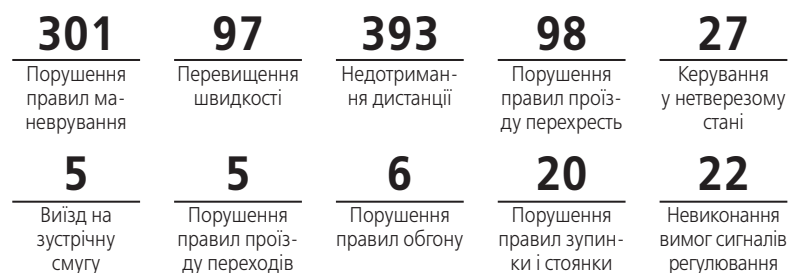 301
Порушення
правил ма-
неврування
97
Перевищення
швидкості
393
Недотриман-
ня дистанції
98
Порушення
правил проїз-
ду перехресть
27
Керування
у нетверезому
стані
5
Виїзд на
зустрічну
смугу
5
Порушення
правил проїз-
ду переходів
6
Порушення
правил обгону
20
Порушення
правил зупин-
ки і стоянки
22
Невиконання
вимог сигналів
регулювання